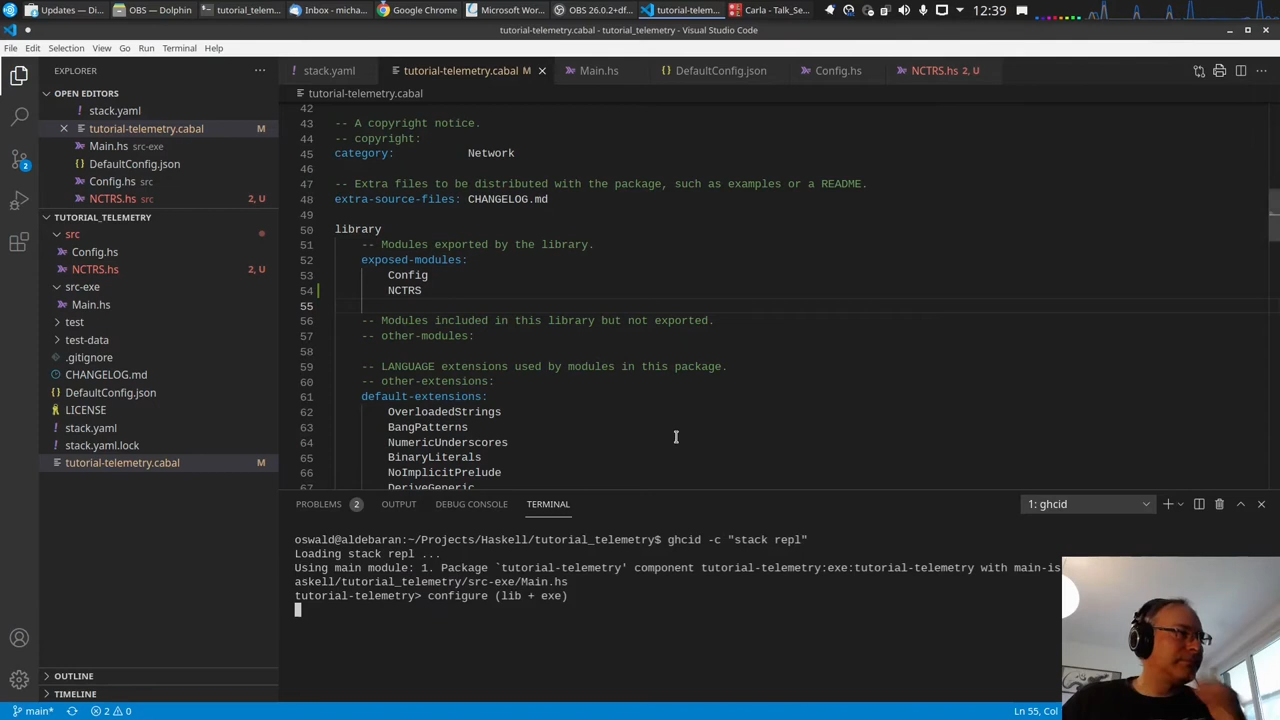 Updates — D...
OBS — Dolphin
tutorial_telem...
Inbox - micha...
Google Chrome
Microsoft Wor...
OBS 26.0.2+df...
tutorial-telem...
Carla - Talk_Se...
12:39
tutorial-telemetry.cabal - tutorial_telemetry - Visual Studio Code
File Edit Selection View Go Run Terminal Help
EXPLORER
OPEN EDITORS
stack.yaml
tutorial-telemetry.cabal M
Main.hs src-exe
DefaultConfig.json
Config.hs src
NCTRS.hs src 2, U
TUTORIAL_TELEMETRY
src
Config.hs
NCTRS.hs 2, U
src-exe
Main.hs
test
test-data
.gitignore
CHANGELOG.md
DefaultConfig.json
LICENSE
stack.yaml
stack.yaml.lock
tutorial-telemetry.cabal M
OUTLINE
TIMELINE
stack.yaml
tutorial-telemetry.cabal M
Main.hs
DefaultConfig.json
Config.hs
NCTRS.hs 2, U
tutorial-telemetry.cabal
42
43 -- A copyright notice.
44 -- copyright:
45 category: Network
46
47 -- Extra files to be distributed with the package, such as examples or a README.
48 extra-source-files: CHANGELOG.md
49
50 library
51 -- Modules exported by the library.
52 exposed-modules:
53 Config
54 NCTRS
55
56 -- Modules included in this library but not exported.
57 -- other-modules:
58
59 -- LANGUAGE extensions used by modules in this package.
60 -- other-extensions:
61 default-extensions:
62 OverloadedStrings
63 BangPatterns
64 NumericUnderscores
65 BinaryLiterals
66 NoImplicitPrelude
67 DeriveGeneric
PROBLEMS 2 OUTPUT DEBUG CONSOLE TERMINAL
1: ghcid
oswald@aldebaran:~/Projects/Haskell/tutorial_telemetry$ ghcid -c "stack repl"
Loading stack repl ...
Using main module: 1. Package `tutorial-telemetry' component tutorial-telemetry:exe:tutorial-telemetry with main-is
askell/tutorial_telemetry/src-exe/Main.hs
tutorial-telemetry> configure (lib + exe)
main* 2 0
Ln 55, Col
2